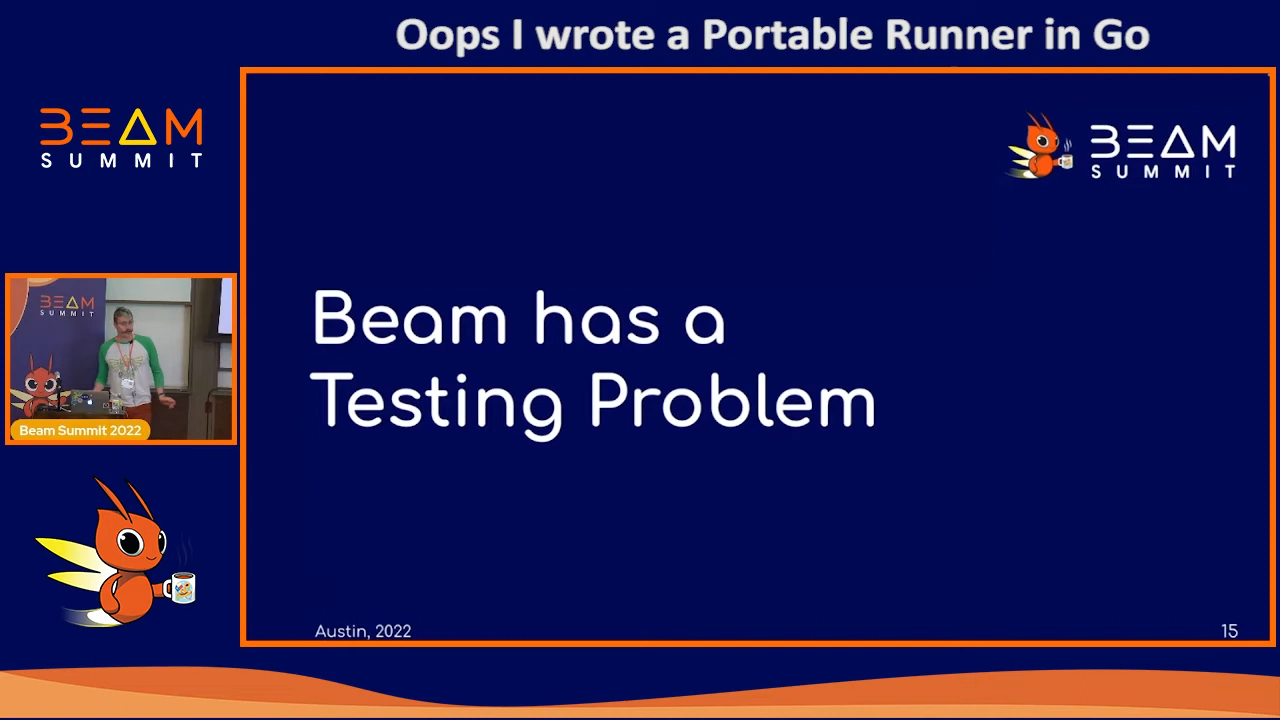 Oops I wrote a Portable Runner in Go
BEAM
SUMMIT
BEAM
SUMMIT
Beam has a
Testing Problem
BEAM
SUMMIT
Beam Summit 2022
Austin, 2022
15